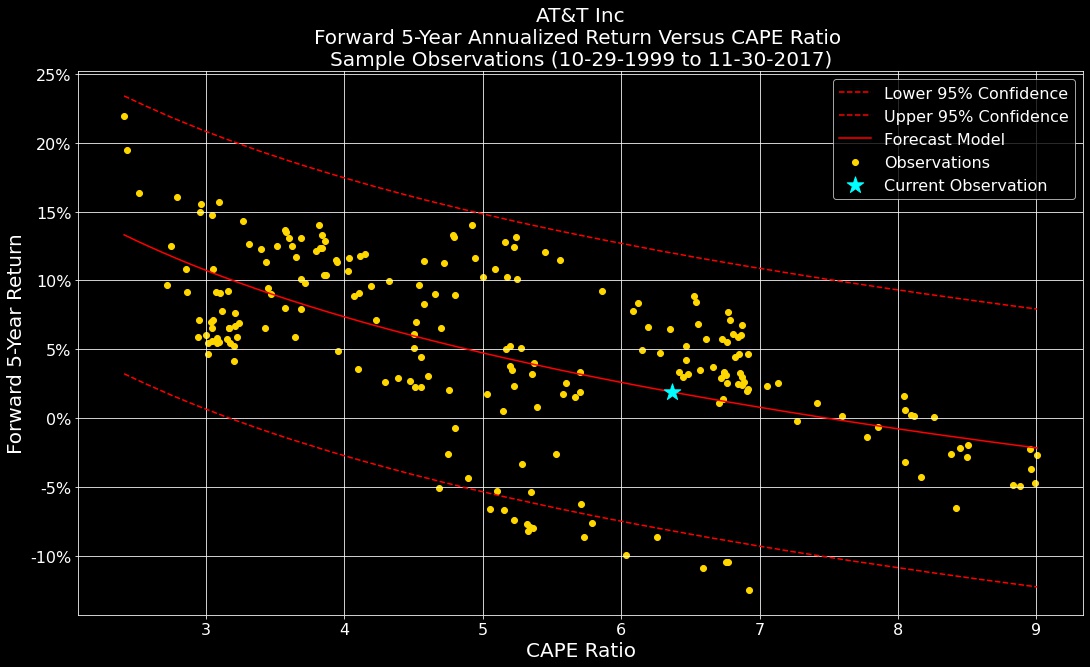 AT&T Inc
Forward 5-Year Annualized Return Versus CAPE Ratio
Sample Observations (10-29-1999 to 11-30-2017)
Lower 95% Confidence
Upper 95% Confidence
Forecast Model
Observations
Current Observation
Forward 5-Year Return
25%
20%
15%
10%
5%
0%
-5%
-10%
3 4 5 6 7 8 9
CAPE Ratio